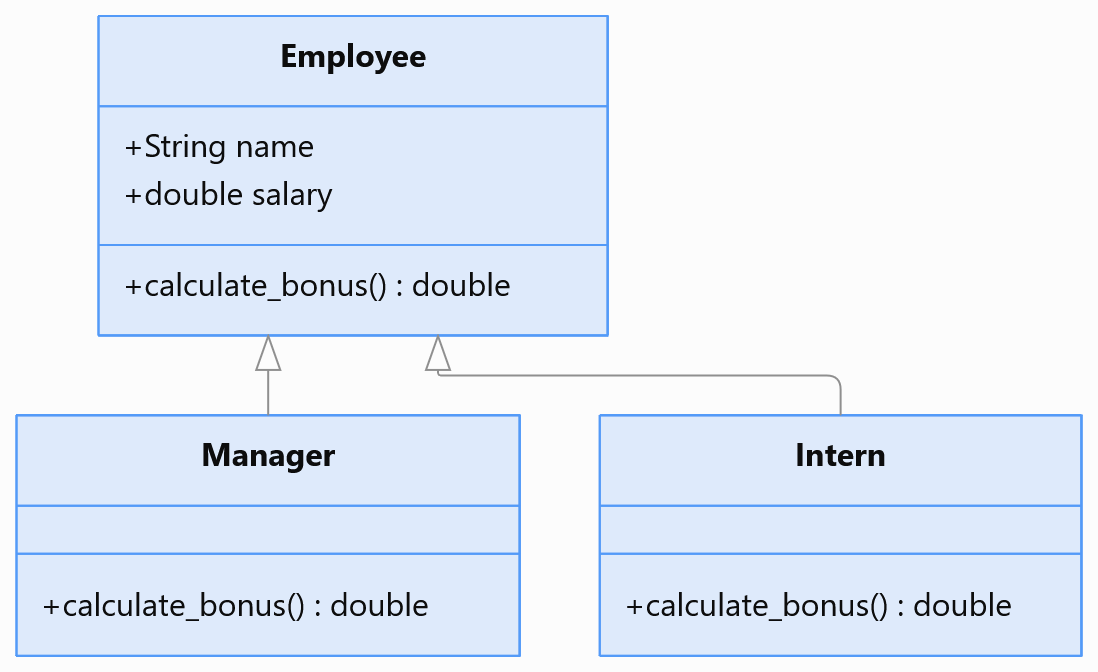 Employee
+String name
+double salary
+calculate_bonus() : double
Manager
+calculate_bonus() : double
Intern
+calculate_bonus() : double